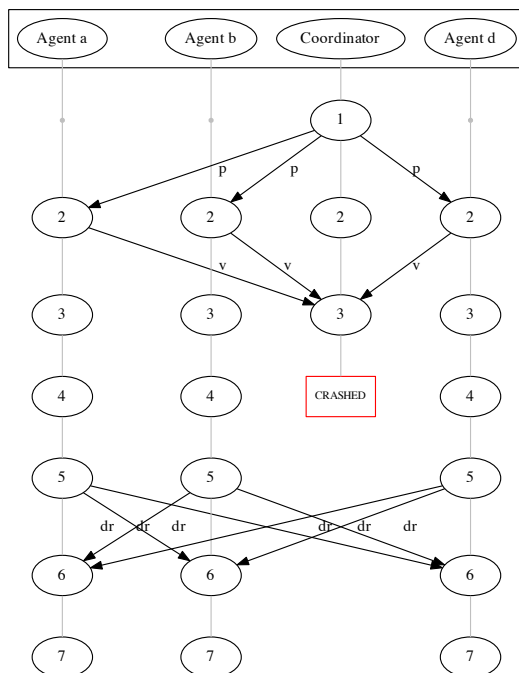 Agent a Agent b Coordinator Agent d
1
p p p
2 2 2 2
v v v
3 3 3 3
4 4 CRASHED 4
5 5 5
dr dr dr dr dr dr
6 6 6
7 7 7